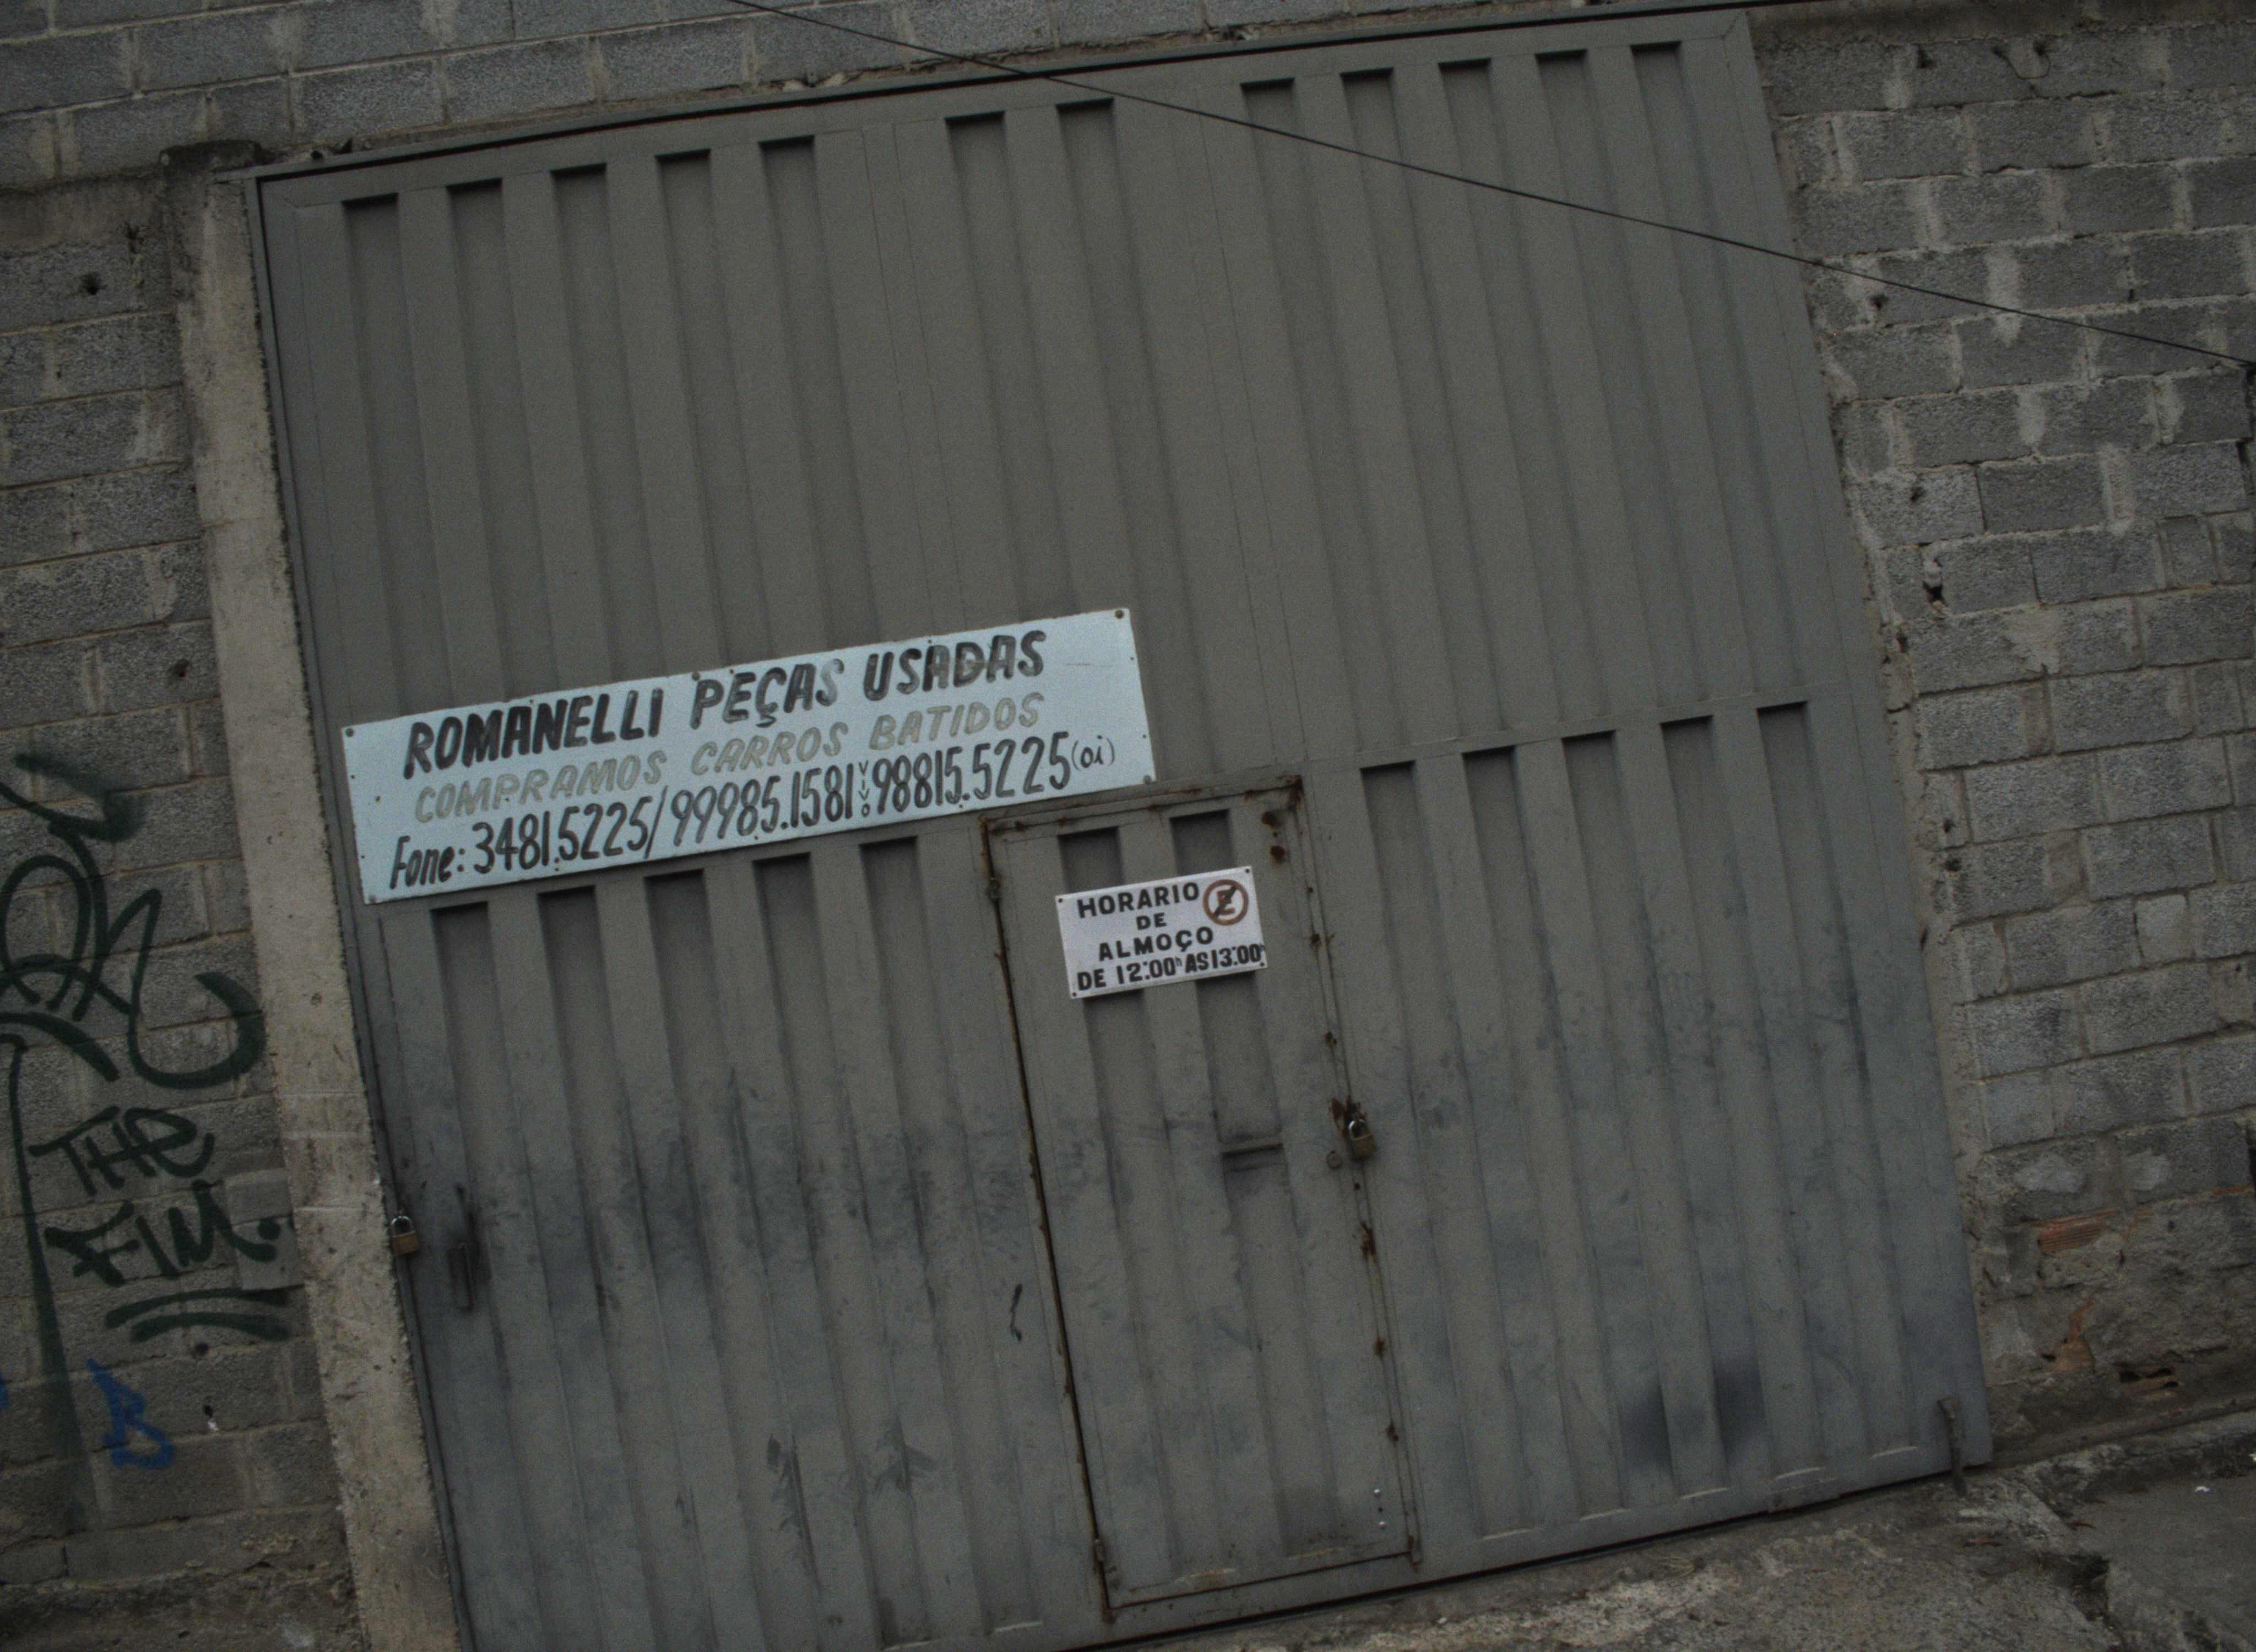 ROMANELLI PEÇAS USADAS
COMPRAMOS CARROS BATIDOS
Fone: 3481.5225/99985.1581 VIVO 98815.5225 (oi)
HORARIO E
DE
ALMOÇO
DE 12:00h AS 13:00h
THE
FIM.
B